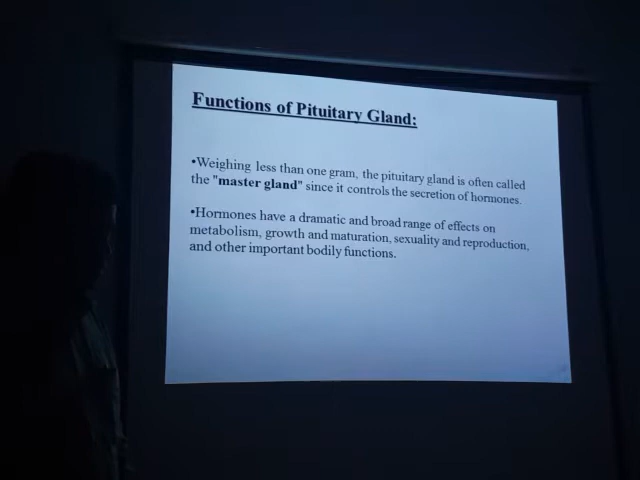 Functions of Pituitary Gland:
•Weighing less than one gram, the pituitary gland is often called
the "master gland" since it controls the secretion of hormones.
•Hormones have a dramatic and broad range of effects on
metabolism, growth and maturation, sexuality and reproduction,
and other important bodily functions.